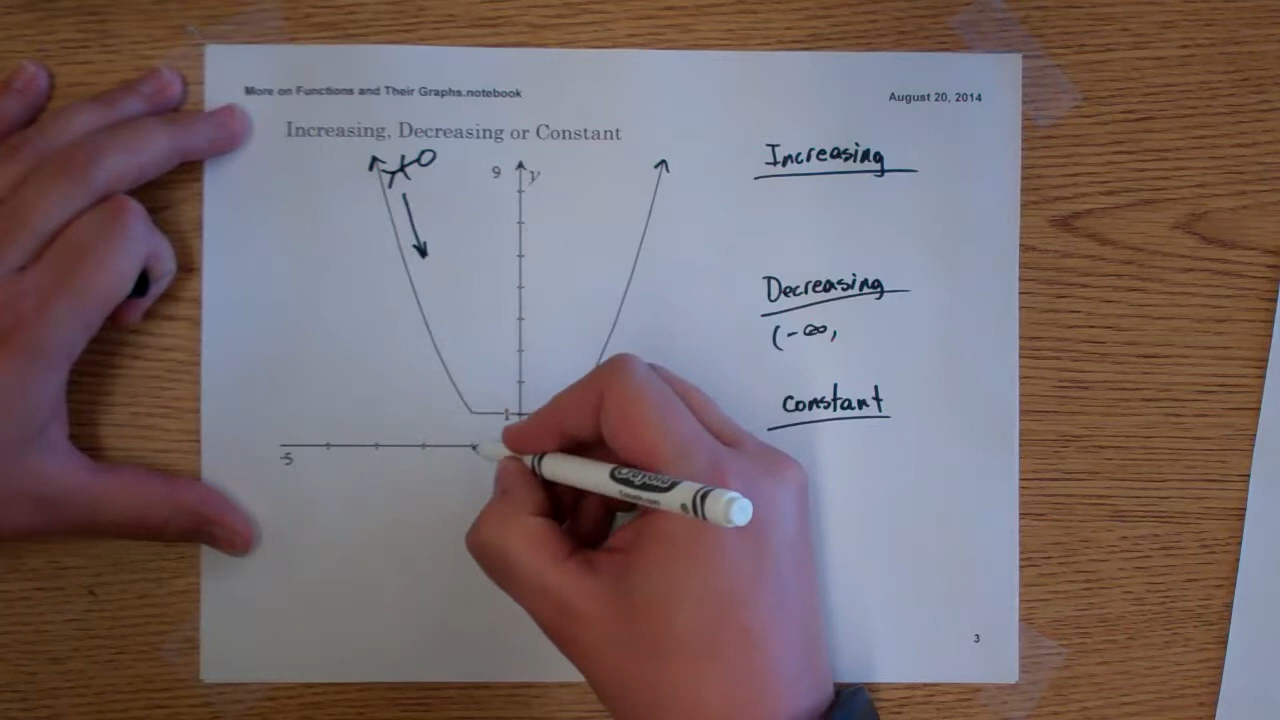 More on Functions and Their Graphs.notebook
August 20, 2014
Increasing, Decreasing or Constant
9 y
Increasing
Decreasing
(-∞,
constant
1
-5
Crayola
3